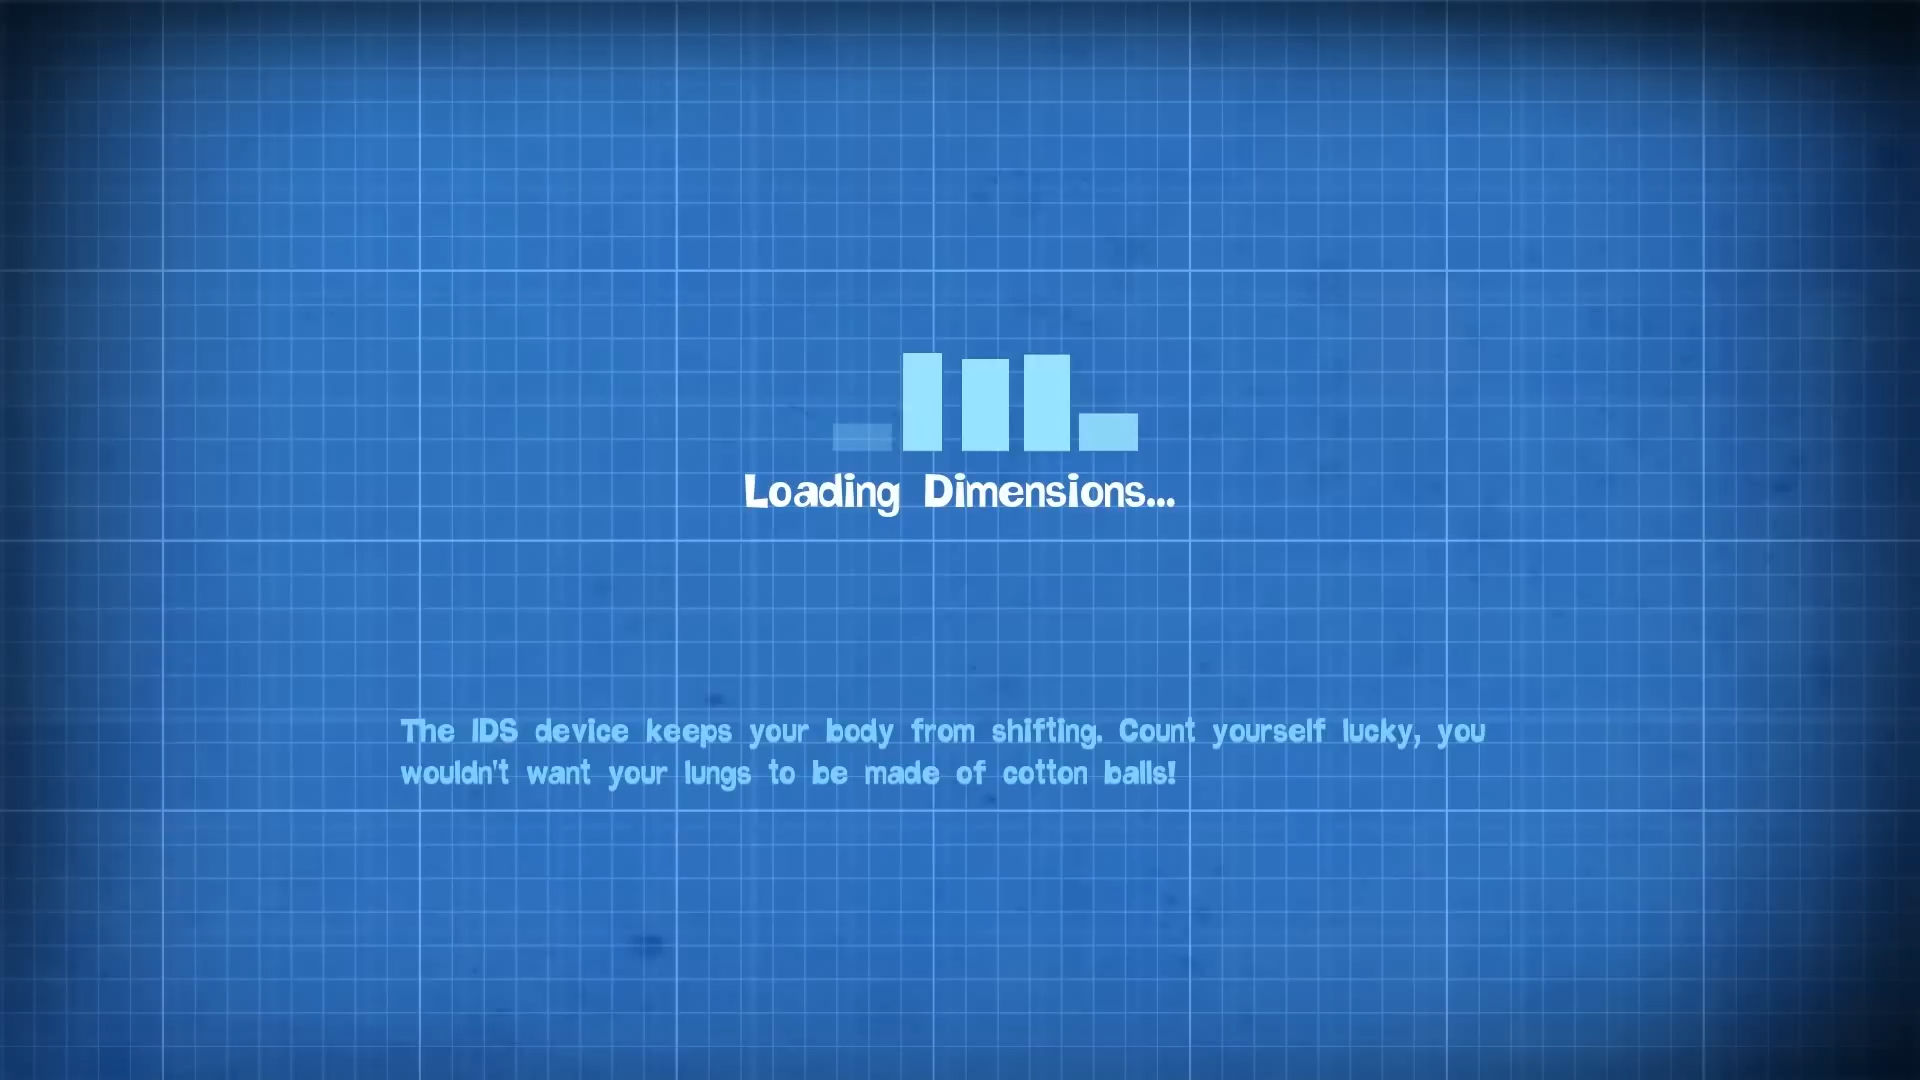 Loading Dimensions...
The IDS device keeps your body from shifting. Count yourself lucky, you
wouldn't want your lungs to be made of cotton balls!